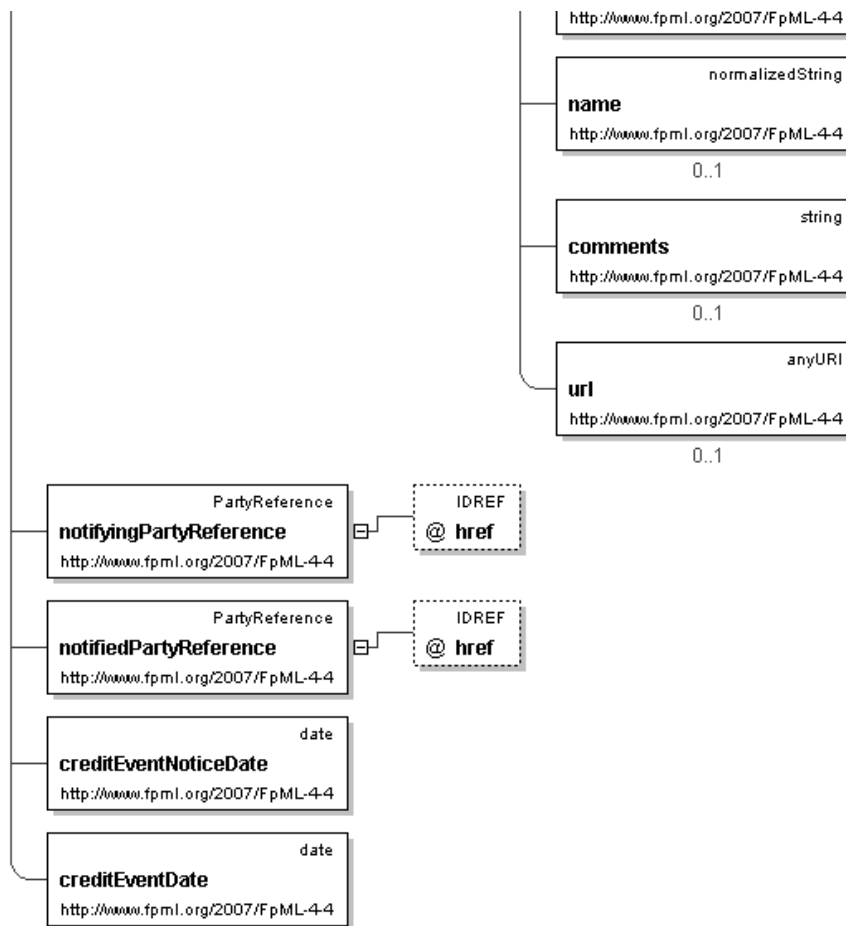 http://www.fpml.org/2007/FpML-4-4
normalizedString
name
http://www.fpml.org/2007/FpML-4-4
0..1
string
comments
http://www.fpml.org/2007/FpML-4-4
0..1
anyURI
url
http://www.fpml.org/2007/FpML-4-4
0..1
PartyReference
notifyingPartyReference
http://www.fpml.org/2007/FpML-4-4
IDREF
@ href
PartyReference
notifiedPartyReference
http://www.fpml.org/2007/FpML-4-4
IDREF
@ href
date
creditEventNoticeDate
http://www.fpml.org/2007/FpML-4-4
date
creditEventDate
http://www.fpml.org/2007/FpML-4-4